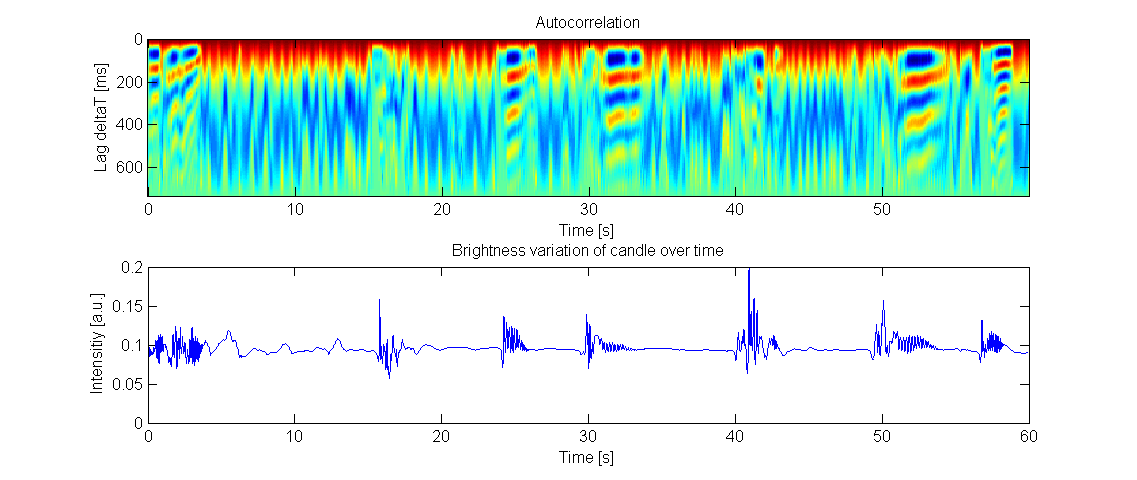 Autocorrelation
Lag deltaT [ms]
0
200
400
600
0 10 20 30 40 50
Time [s]
Brightness variation of candle over time
Intensitiy [a.u.]
0.2
0.15
0.1
0.05
0
0 10 20 30 40 50 60
Time [s]